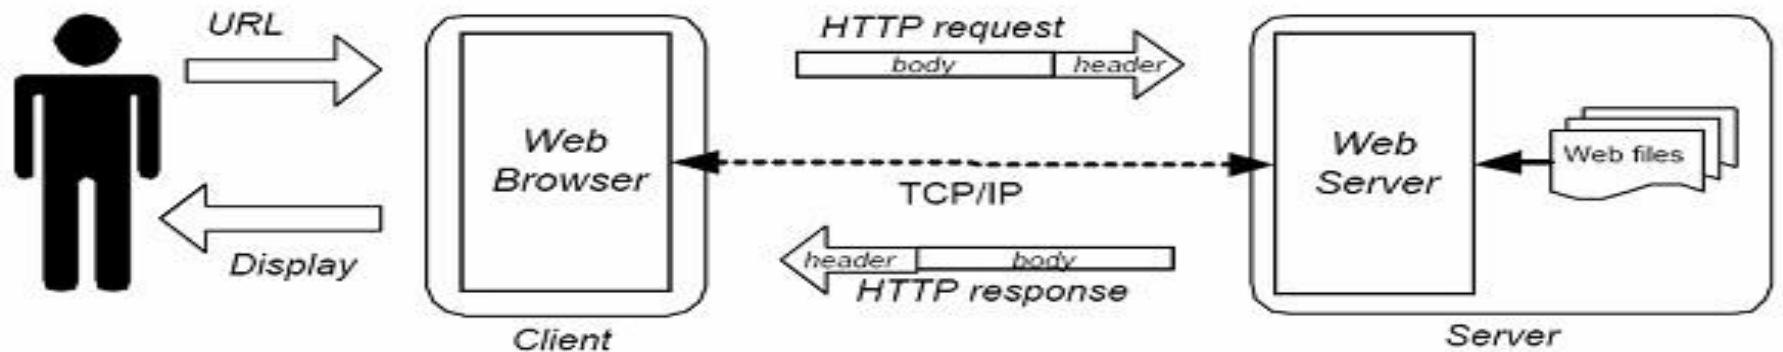 URL
HTTP request
body
header
Web
Browser
TCP/IP
Web
Server
Web files
Display
header
body
HTTP response
Client
Server